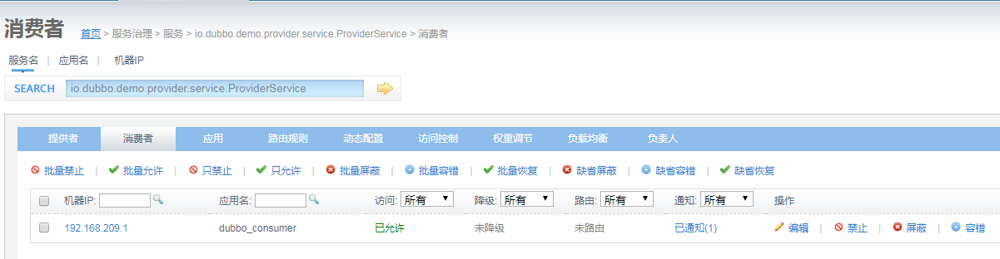 消费者 首页 > 服务治理 > 服务 > io.dubbo.demo.provider.service.ProviderService > 消费者
服务名 | 应用名 | 机器IP
SEARCH io.dubbo.demo.provider.service.ProviderService
提供者 消费者 应用 路由规则 动态配置 访问控制 权重调节 负载均衡 负责人
批量禁止 | 批量允许 | 只禁止 | 只允许 | 批量屏蔽 | 批量容错 | 批量恢复 | 缺省屏蔽 | 缺省容错 | 缺省恢复
机器IP: 应用名: 访问: 所有 降级: 所有 路由: 所有 通知: 所有 操作
192.168.209.1 dubbo_consumer 已允许 未降级 未路由 已通知(1) 编辑 | 禁止 | 屏蔽 | 容错